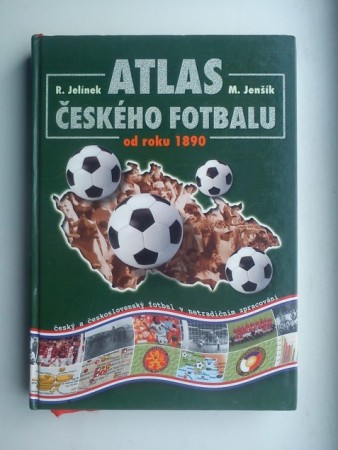 ATLAS
R. Jelínek M. Jenšík
ČESKÉHO FOTBALU
od roku 1890
český a československý fotbal v netradičním zpracování